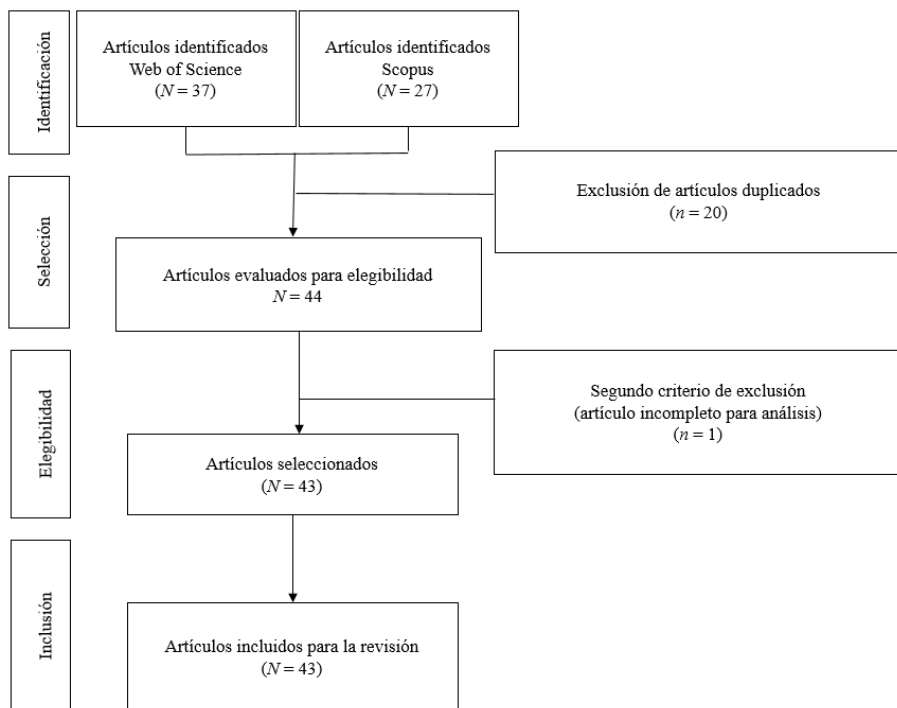 Identificación
Artículos identificados
Web of Science
(N = 37)
Artículos identificados
Scopus
(N = 27)
Exclusión de artículos duplicados
(n = 20)
Selección
Artículos evaluados para elegibilidad
N = 44
Elegibilidad
Segundo criterio de exclusión
(artículo incompleto para análisis)
(n = 1)
Artículos seleccionados
(N = 43)
Inclusión
Artículos incluidos para la revisión
(N = 43)